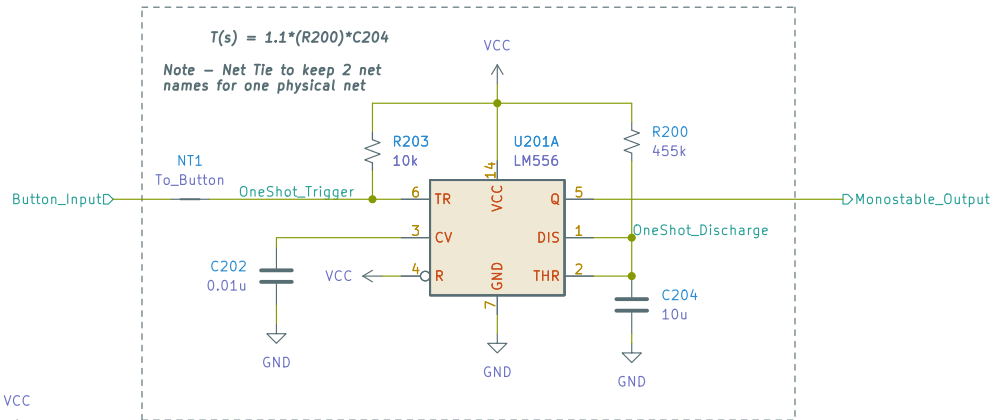 T(s) = 1.1*(R200)*C204
Note – Net Tie to keep 2 net
names for one physical net
VCC
R203
10k
U201A
LM556
R200
455k
NT1
To_Button
Button_Input
OneShot_Trigger
6
TR
14
VCC
Q
5
Monostable_Output
3
CV
DIS
1
OneShot_Discharge
C202
0.01u
VCC
4
R
GND
7
THR
2
C204
10u
GND
GND
GND
VCC